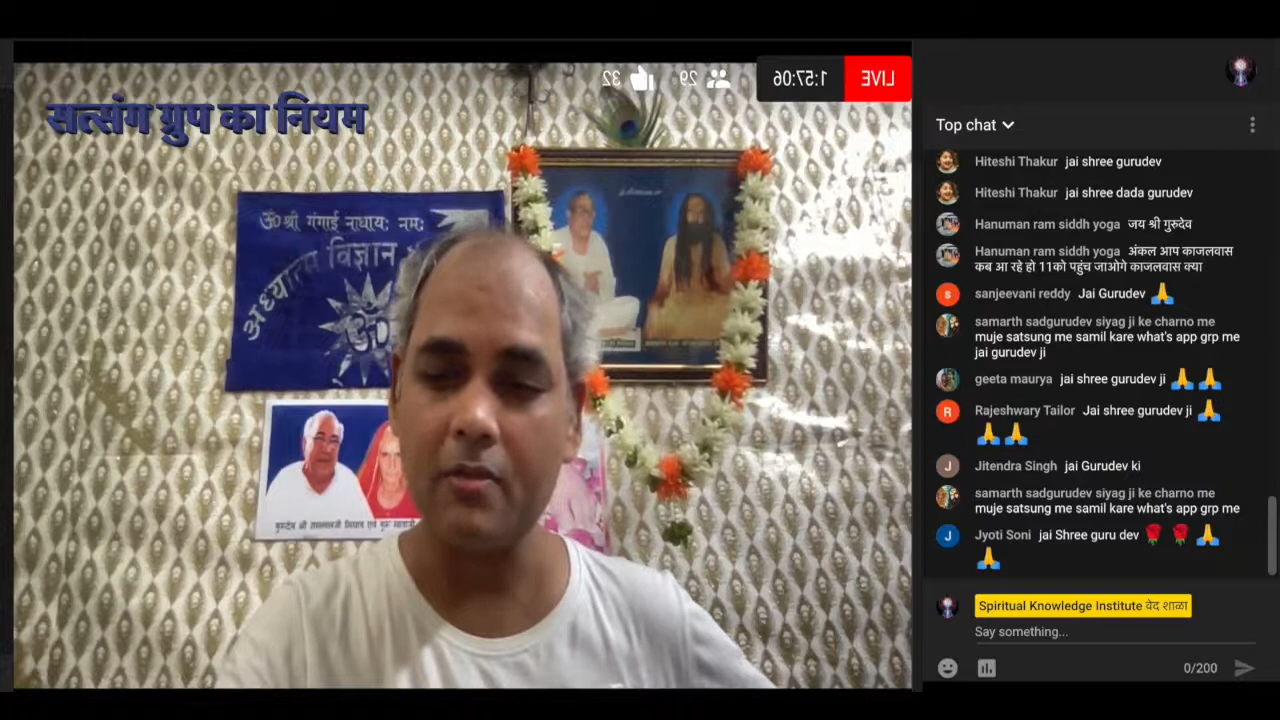 सत्संग ग्रुप का नियम
32
29
1:57:06
LIVE
ॐ श्री गंगाई नाथायः नमः
अध्यात्म विज्ञान
Top chat
Hiteshi Thakur jai shree gurudev
Hiteshi Thakur jai shree dada gurudev
Hanuman ram siddh yoga जय श्री गुरुदेव
Hanuman ram siddh yoga अंकल आप काजलवास
कब आ रहे हो 11को पहुंच जाओगे काजलवास क्या
S
sanjeevani reddy Jai Gurudev 🙏
samarth sadgurudev siyag ji ke charno me
muje satsung me samil kare what's app grp me
jai gurudev ji
geeta maurya jai shree gurudev ji 🙏 🙏
R
Rajeshwary Tailor Jai shree gurudev ji 🙏
🙏 🙏
J
Jitendra Singh jai Gurudev ki
samarth sadgurudev siyag ji ke charno me
muje satsung me samil kare what's app grp me
J
Jyoti Soni jai Shree guru dev 🌹 🌹 🙏
🙏
Spiritual Knowledge Institute वेद शाळा
Say something...
0/200